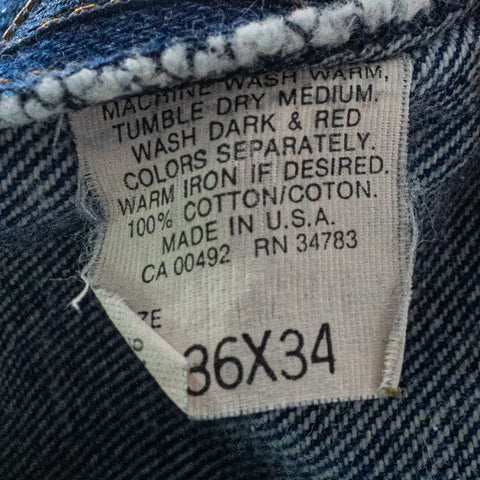 MACHINE WASH WARM,
TUMBLE DRY MEDIUM.
WASH DARK & RED
COLORS SEPARATELY.
WARM IRON IF DESIRED.
100% COTTON/COTON.
MADE IN U.S.A.
CA 00492 RN 34783
ZE
36X34